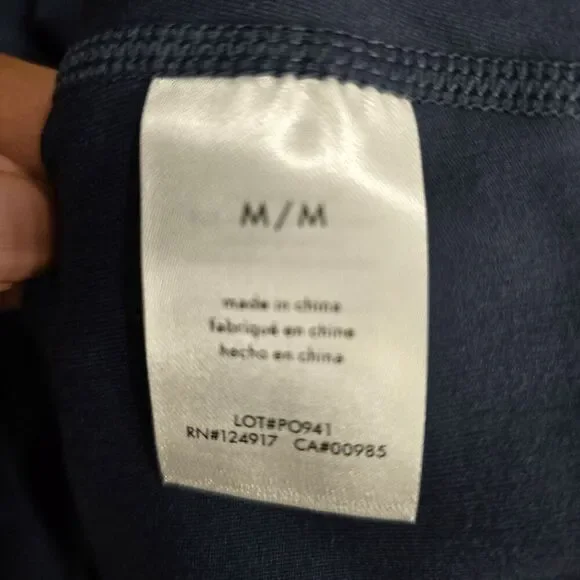 M/M
made in china
fabriqué en chine
hecho en china
LOT#PO941
RN#124917 CA#00985